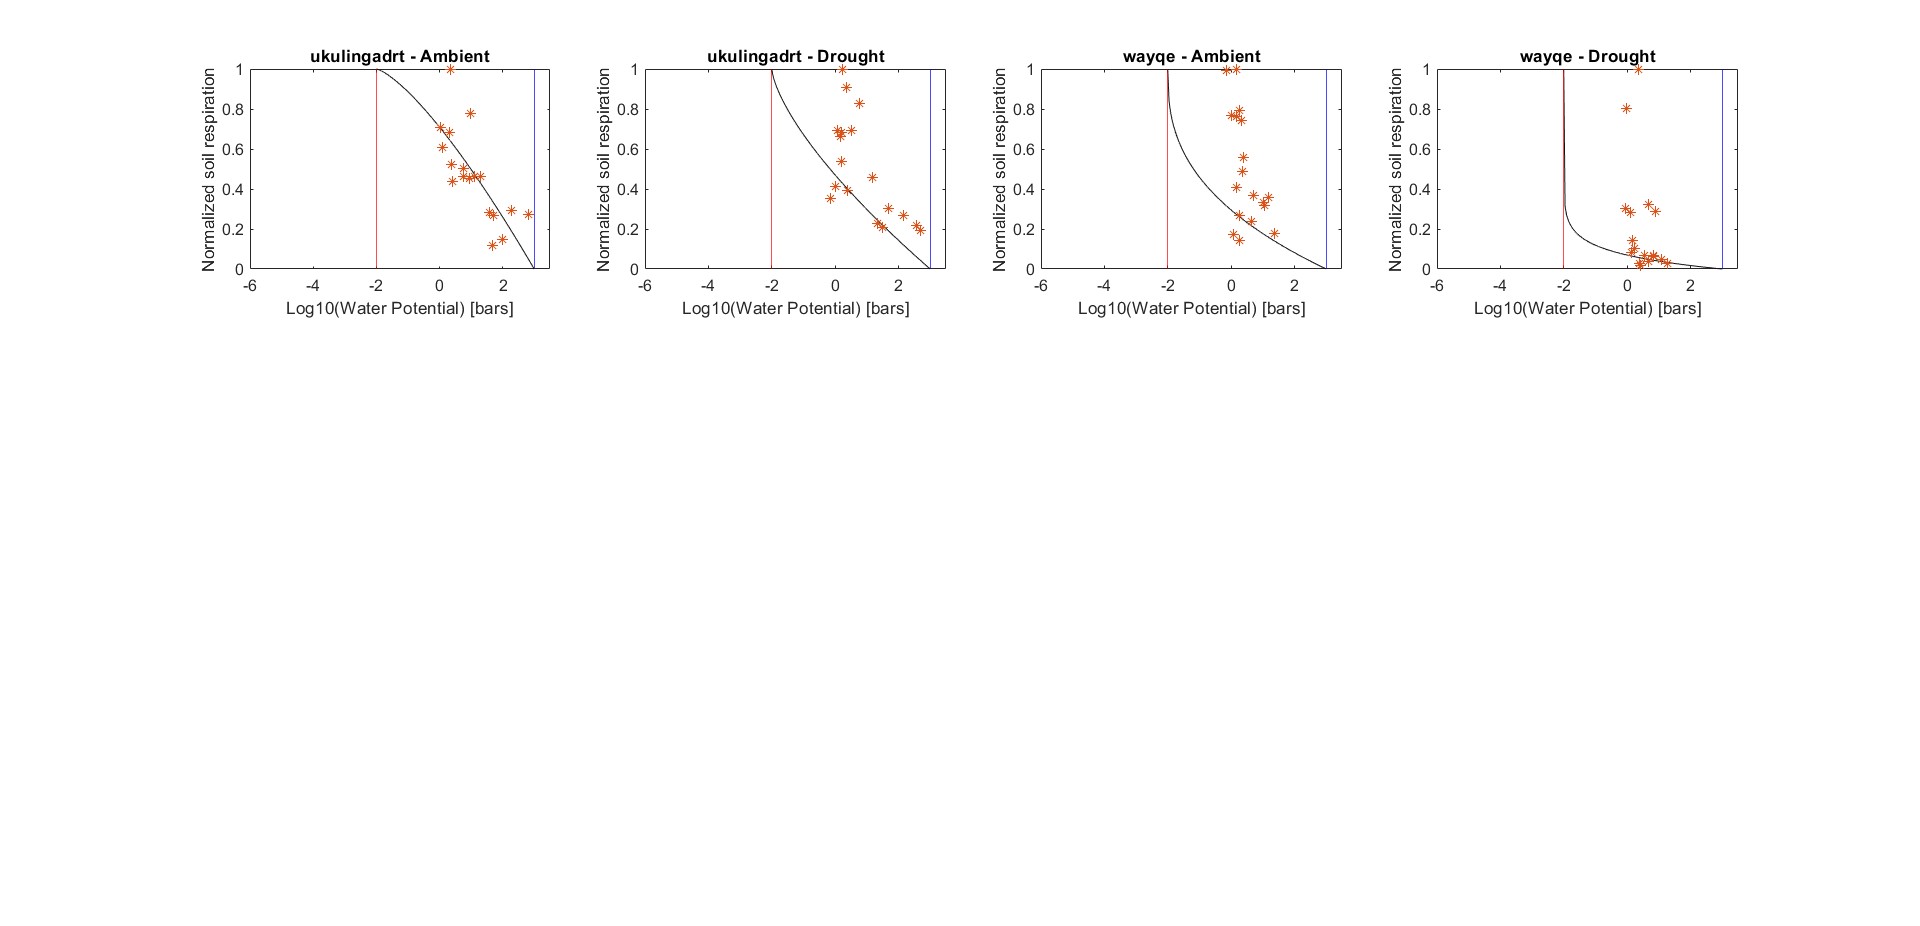 ukulingadrt - Ambient
Normalized soil respiration
1
0.8
0.6
0.4
0.2
0
-6 -4 -2 0 2
Log10(Water Potential) [bars]
ukulingadrt - Drought
Normalized soil respiration
1
0.8
0.6
0.4
0.2
0
-6 -4 -2 0 2
Log10(Water Potential) [bars]
wayqe - Ambient
Normalized soil respiration
1
0.8
0.6
0.4
0.2
0
-6 -4 -2 0 2
Log10(Water Potential) [bars]
wayqe - Drought
Normalized soil respiration
1
0.8
0.6
0.4
0.2
0
-6 -4 -2 0 2
Log10(Water Potential) [bars]